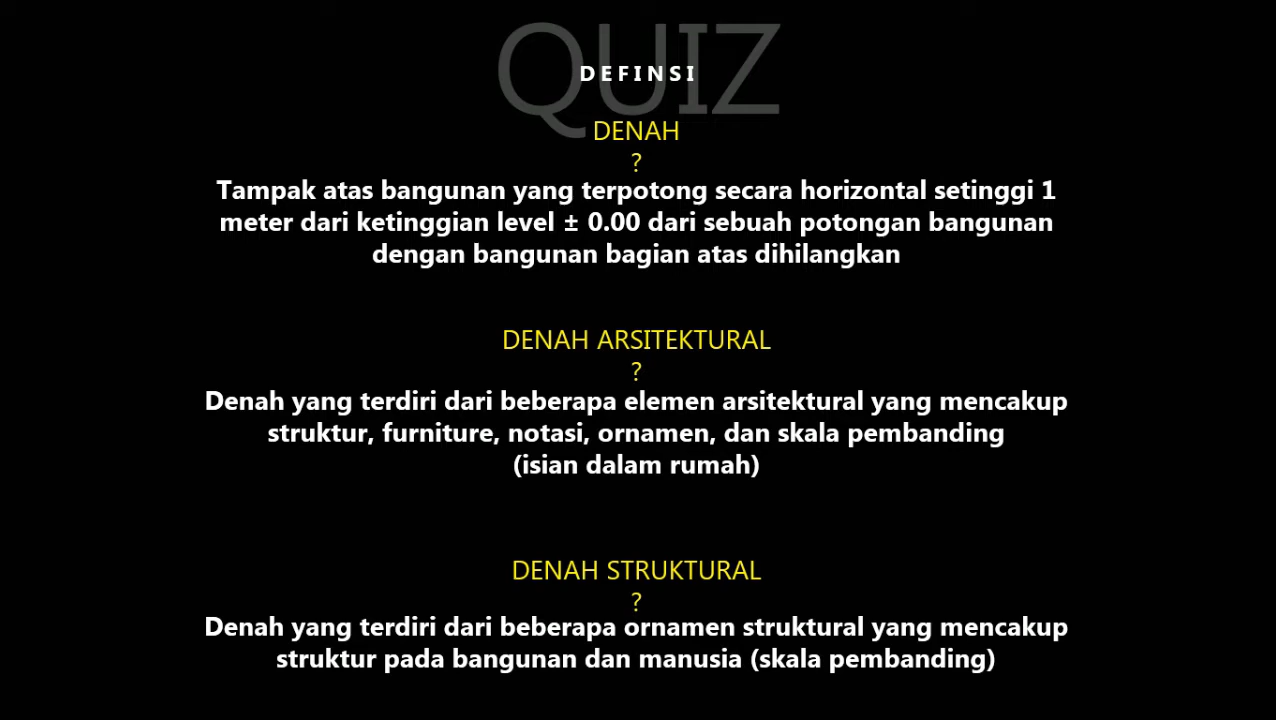 QUIZ
DEFINSI
DENAH
?
Tampak atas bangunan yang terpotong secara horizontal setinggi 1
meter dari ketinggian level ± 0.00 dari sebuah potongan bangunan
dengan bangunan bagian atas dihilangkan
DENAH ARSITEKTURAL
?
Denah yang terdiri dari beberapa elemen arsitektural yang mencakup
struktur, furniture, notasi, ornamen, dan skala pembanding
(isian dalam rumah)
DENAH STRUKTURAL
?
Denah yang terdiri dari beberapa ornamen struktural yang mencakup
struktur pada bangunan dan manusia (skala pembanding)